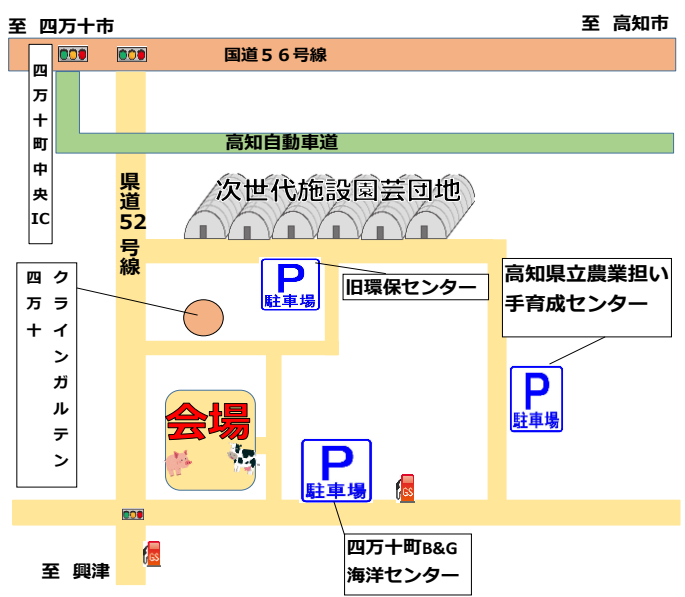 至 四万十市
至 高知市
国道５６号線
四万十町中央IC
高知自動車道
県道52号線
次世代施設園芸団地
P
駐車場
旧環保センター
高知県立農業担い
手育成センター
クラインガルテン
四万十
P
駐車場
会場
P
駐車場
GS
四万十町B&G
海洋センター
GS
至 興津